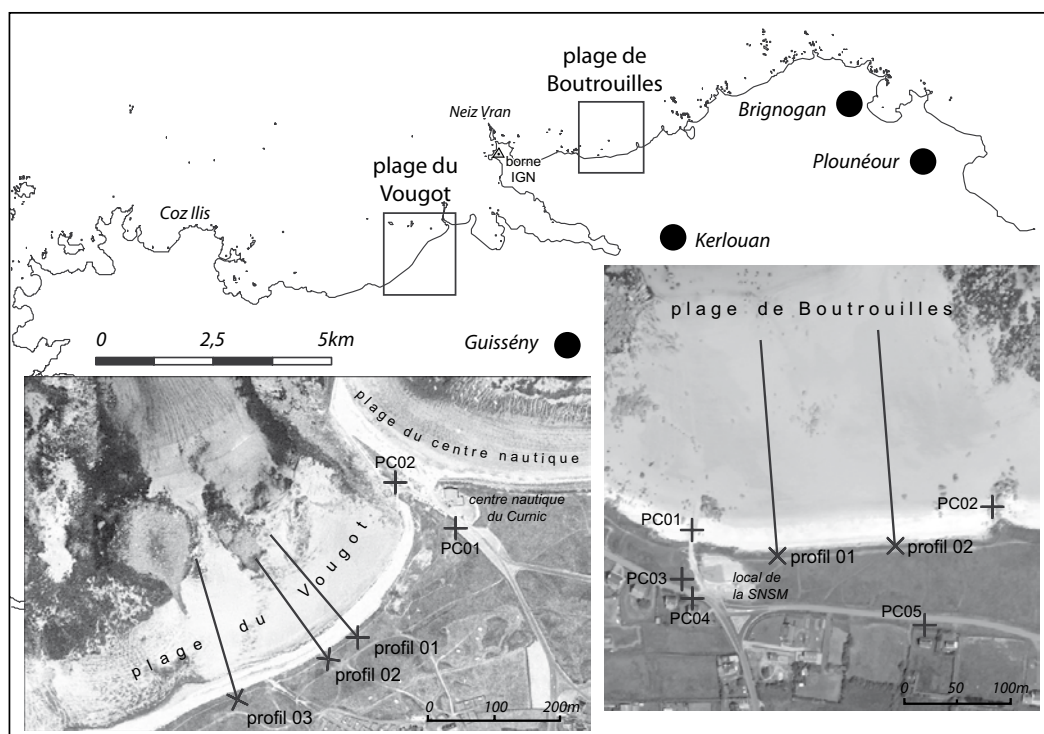 plage de
Boutrouilles
Brignogan
Neiz Vran
borne
IGN
Plounéour
plage du
Vougot
Coz Ilis
Kerlouan
0 2,5 5km
Guissény
plage du centre nautique
PC02
centre nautique
du Curnic
PC01
plage du Vougot
profil 01
profil 02
profil 03
0 100 200m
plage de Boutrouilles
PC02
PC01
profil 02
profil 01
PC03
local de
la SNSM
PC04
PC05
0 50 100m